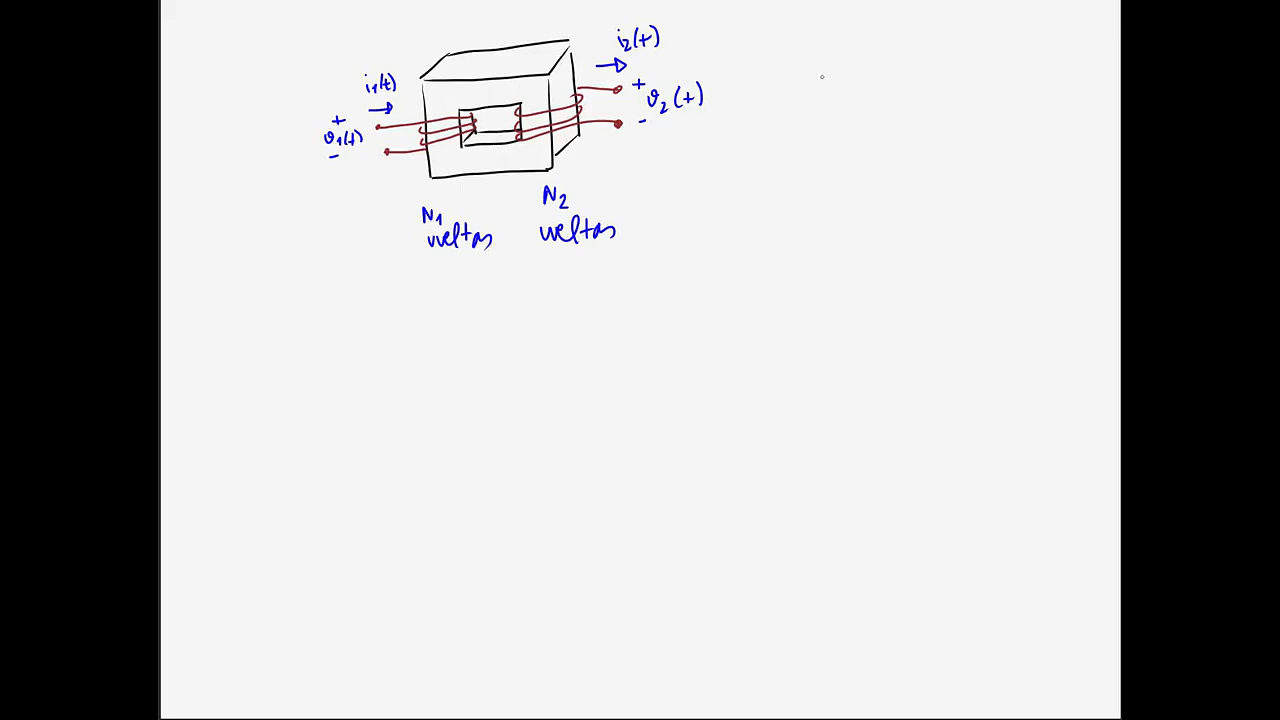 i₂(t)
i₁(t)
+
v₂(t)
-
+
v₁(t)
-
N₁
vueltas
N₂
vueltas